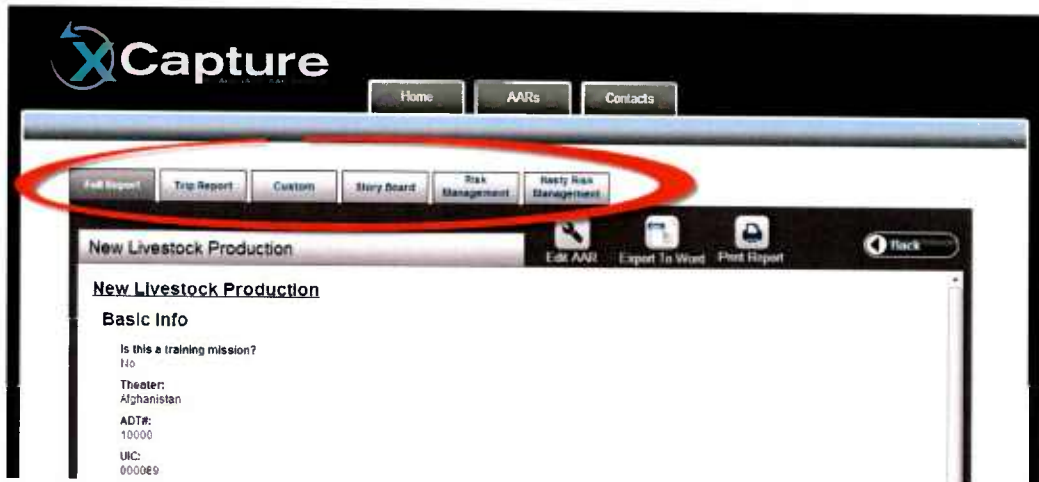 XCapture
Home AARs Contacts
Full Report Trip Report Custom Story Board Risk Management Hasty Risk Management
New Livestock Production
Edit AAR Export To Word Print Report Back
New Livestock Production
Basic Info
Is this a training mission?
No
Theater:
Afghanistan
ADT#:
10000
UIC:
000089